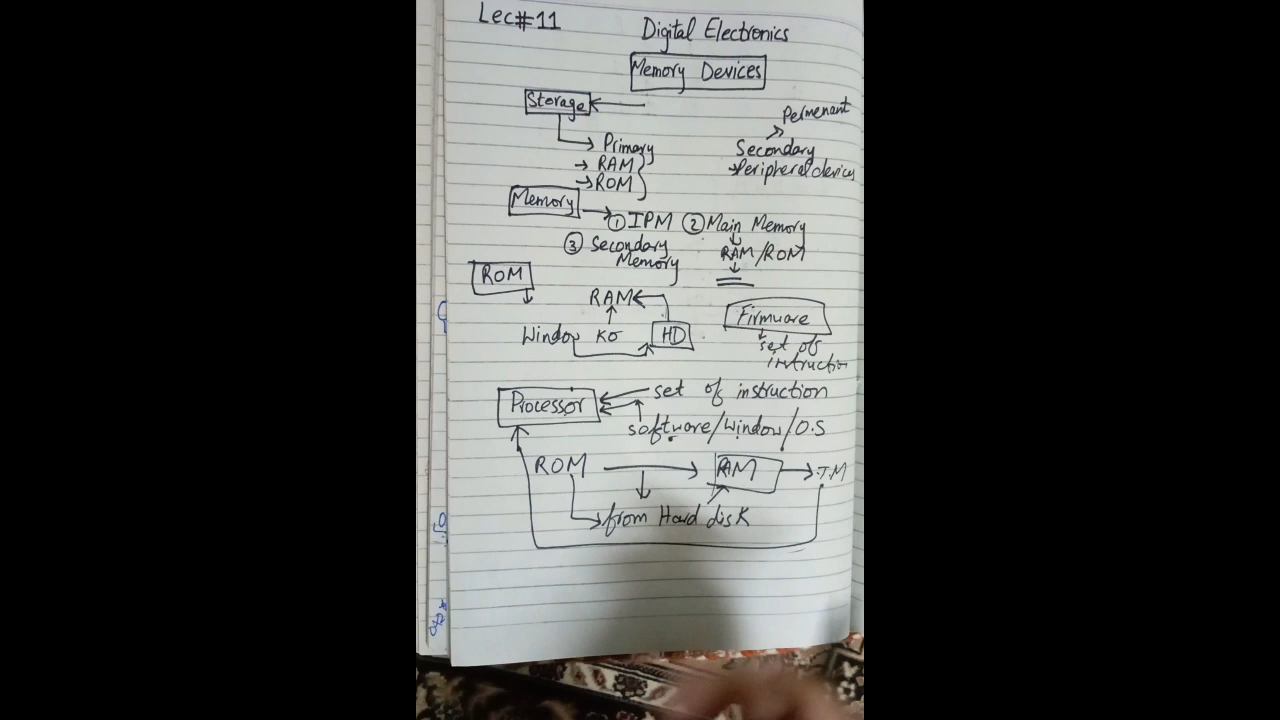 Lec#11
Digital Electronics
Memory Devices
Storage
Permenant
Primary
Secondary
RAM
Peripheral devices
ROM
Memory
① IPM ② Main Memory
③ Secondary
Memory
RAM/ROM
ROM
RAM
Firmware
Window KO HD
set of
instruction
Processor
set of instruction
software/Window/O.S
ROM RAM I.M
from Hard disk